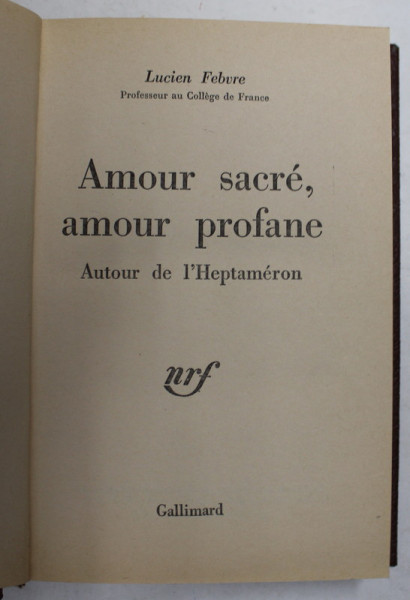 Lucien Febvre
Professeur au Collège de France
Amour sacré,
amour profane
Autour de l'Heptaméron
nrf
Gallimard